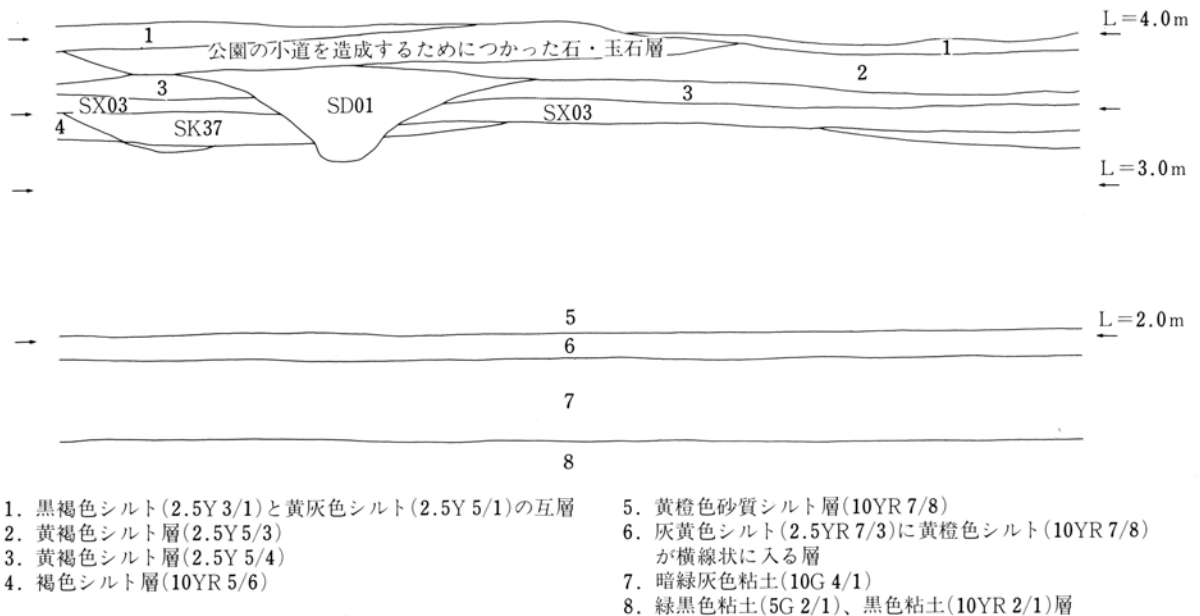 L=4.0m
1
公園の小道を造成するためにつかった石・玉石層
1
2
3
3
SX03
SD01
SX03
4
SK37
L=3.0m
5
L=2.0m
6
7
8
1. 黒褐色シルト(2.5Y 3/1)と黄灰色シルト(2.5Y 5/1)の互層
2. 黄褐色シルト層(2.5Y 5/3)
3. 黄褐色シルト層(2.5Y 5/4)
4. 褐色シルト層(10YR 5/6)
5. 黄橙色砂質シルト層(10YR 7/8)
6. 灰黄色シルト(2.5YR 7/3)に黄橙色シルト(10YR 7/8)
が横線状に入る層
7. 暗緑灰色粘土(10G 4/1)
8. 緑黒色粘土(5G 2/1)、黒色粘土(10YR 2/1)層